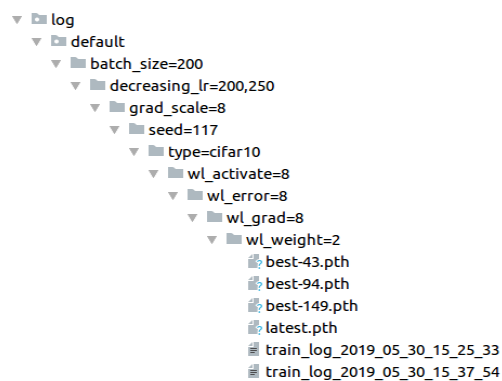 log
default
batch_size=200
decreasing_lr=200,250
grad_scale=8
seed=117
type=cifar10
wl_activate=8
wl_error=8
wl_grad=8
wl_weight=2
best-43.pth
best-94.pth
best-149.pth
latest.pth
train_log_2019_05_30_15_25_33
train_log_2019_05_30_15_37_54